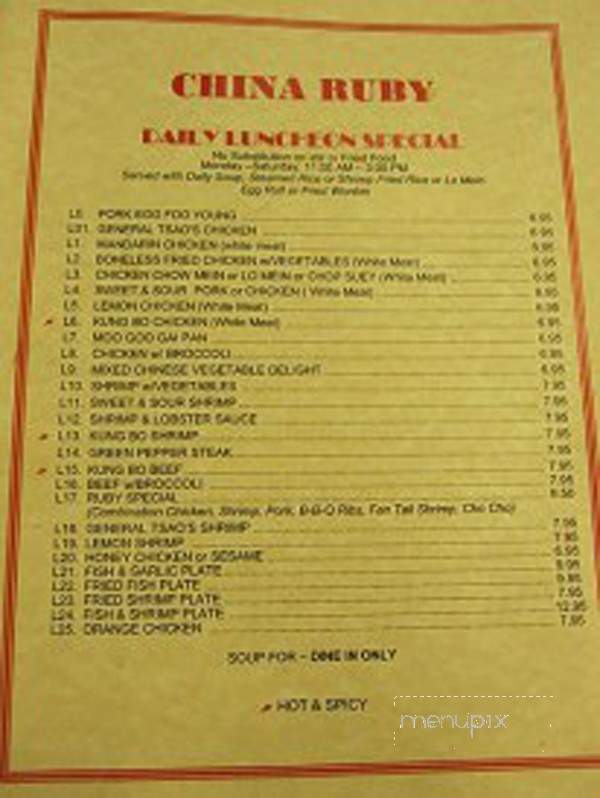 CHINA RUBY
DAILY LUNCHEON SPECIAL
No Substitution on Fried Food
Monday - Saturday, 11:00 AM - 3:00 PM
Served with Daily Soup, Steamed Rice or Shrimp Fried Rice or Lo Mein
Egg Roll or Fried Wonton
PORK EGG FOO YOUNG 6.95
GENERAL TSAO'S CHICKEN 6.95
L1. MANDARIN CHICKEN (white meat)
L2. BONELESS FRIED CHICKEN w/VEGETABLES (White Meat) 6.95
L3. CHICKEN CHOW MEIN or LO MEIN or CHOP SUEY (White Meat) 6.95
L4. SWEET & SOUR PORK or CHICKEN (White Meat) 6.95
L5. LEMON CHICKEN (White Meat) 6.95
L6. KUNG BO CHICKEN (White Meat) 6.95
L7. MOO GOO GAI PAN 6.95
L8. CHICKEN w/ BROCCOLI 6.95
L9. MIXED CHINESE VEGETABLE DELIGHT 6.95
L10. SHRIMP w/VEGETABLES 7.95
L11. SWEET & SOUR SHRIMP 7.95
L12. SHRIMP & LOBSTER SAUCE 7.95
L13. KUNG BO SHRIMP 7.95
L14. GREEN PEPPER STEAK 7.95
L15. KUNG BO BEEF 7.95
L16. BEEF w/BROCCOLI 7.95
L17. RUBY SPECIAL
(Combination Chicken, Shrimp, Pork, B-B-Q Ribs, Fan Tail Shrimp, Cho Cho)
L18. GENERAL TSAO'S SHRIMP 7.95
L19. LEMON SHRIMP 7.95
L20. HONEY CHICKEN or SESAME 6.95
L21. FISH & GARLIC PLATE
L22. FRIED FISH PLATE
L23. FRIED SHRIMP PLATE 7.95
L24. FISH & SHRIMP PLATE 12.95
L25. ORANGE CHICKEN 7.95
SOUP FOR - DINE IN ONLY
HOT & SPICY
menupix